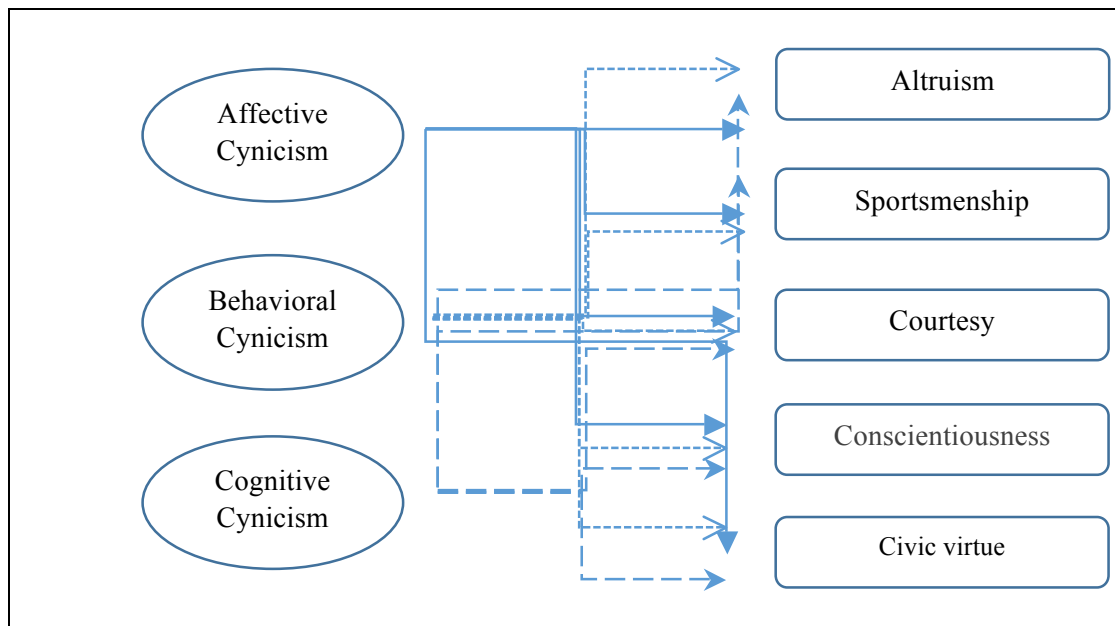 Affective
Cynicism
Behavioral
Cynicism
Cognitive
Cynicism
Altruism
Sportsmenship
Courtesy
Conscientiousness
Civic virtue